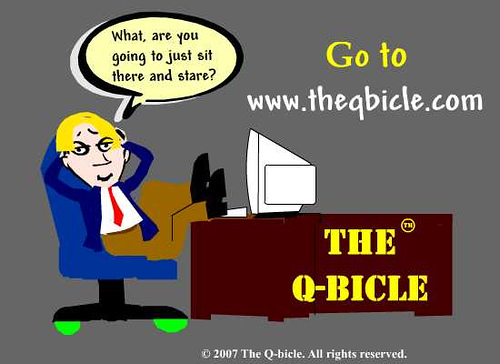 What, are you
going to just sit
there and stare?
Go to
www.theqbicle.com
THE ™
Q-BICLE
© 2007 The Q-bicle. All rights reserved.